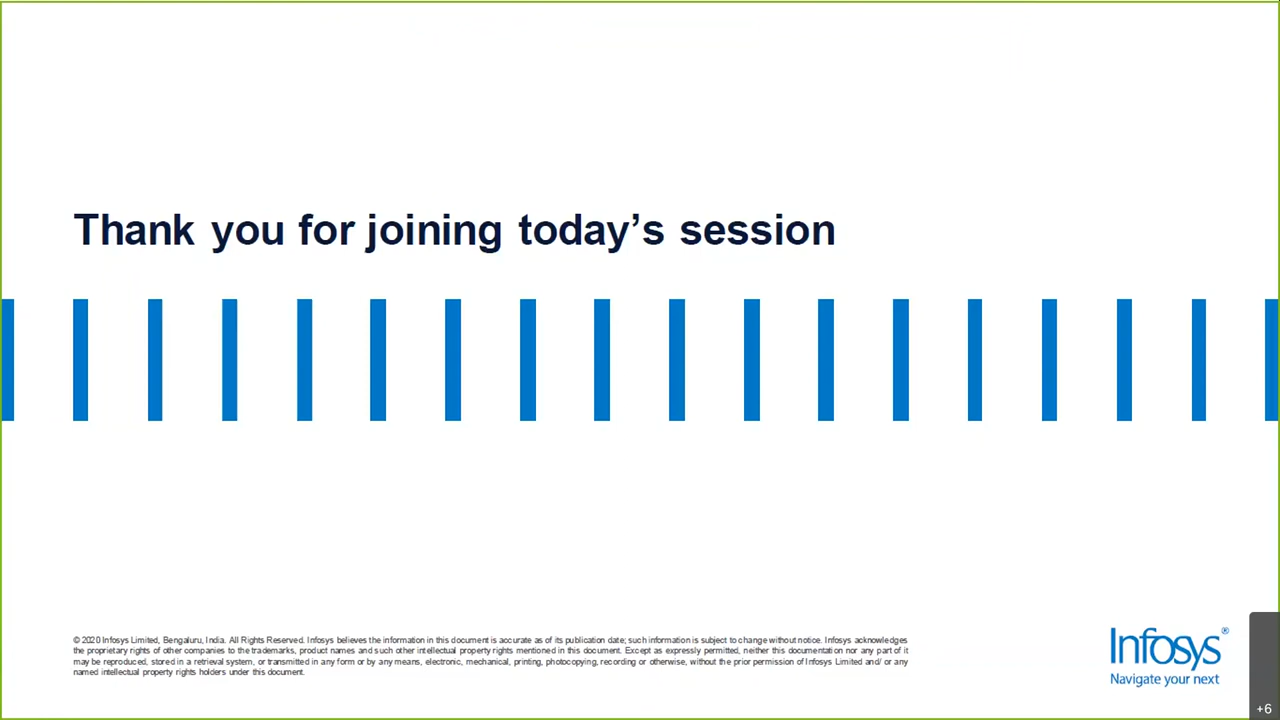 Thank you for joining today’s session
© 2020 Infosys Limited, Bengaluru, India. All Rights Reserved. Infosys believes the information in this document is accurate as of its publication date; such information is subject to change without notice. Infosys acknowledges
the proprietary rights of other companies to the trademarks, product names and such other intellectual property rights mentioned in this document. Except as expressly permitted, neither this documentation nor any part of it
may be reproduced, stored in a retrieval system, or transmitted in any form or by any means, electronic, mechanical, printing, photocopying, recording or otherwise, without the prior permission of Infosys Limited and/ or any
named intellectual property rights holders under this document.
Infosys®
Navigate your next
+6